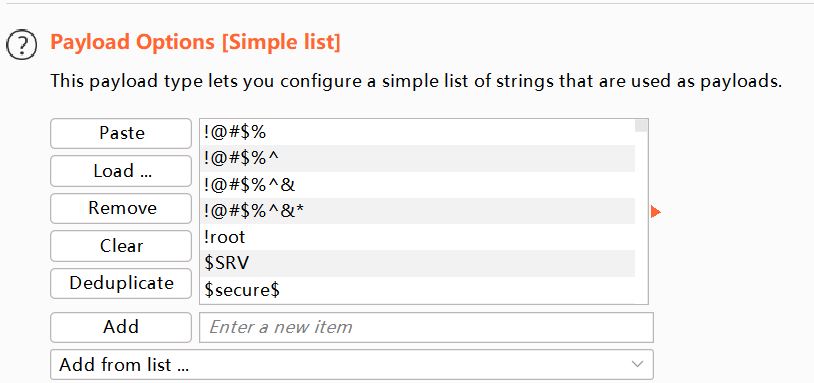 ? Payload Options [Simple list]
This payload type lets you configure a simple list of strings that are used as payloads.
Paste
Load ...
Remove
Clear
Deduplicate
!@#$%
!@#$%^
!@#$%^&
!@#$%^&*
!root
$SRV
$secure$
Add
Enter a new item
Add from list ...